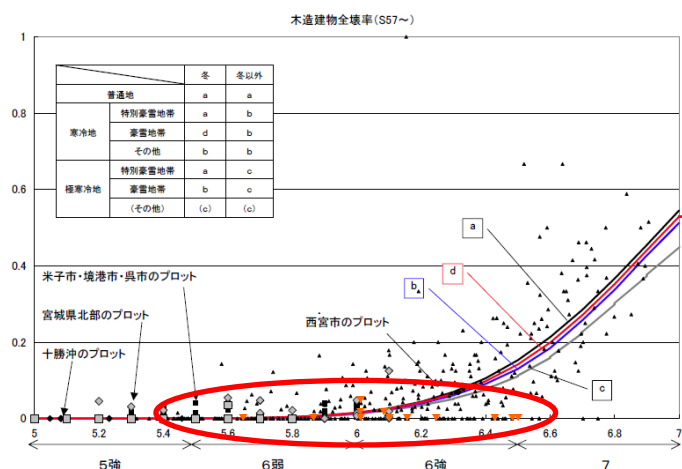 木造建物全壊率(S57～)
1
0.8
0.6
0.4
0.2
0
冬 冬以外
普通地 a a
寒冷地 特別豪雪地帯 a b
豪雪地帯 d b
その他 b b
極寒冷地 特別豪雪地帯 a c
豪雪地帯 b c
(その他) (c) (c)
米子市・境港市・呉市のプロット
宮城県北部のプロット
十勝沖のプロット
西宮市のプロット
a
d
b
c
5 5.2 5.4 5.6 5.8 6 6.2 6.4 6.6 6.8 7
5強 6弱 6強 7